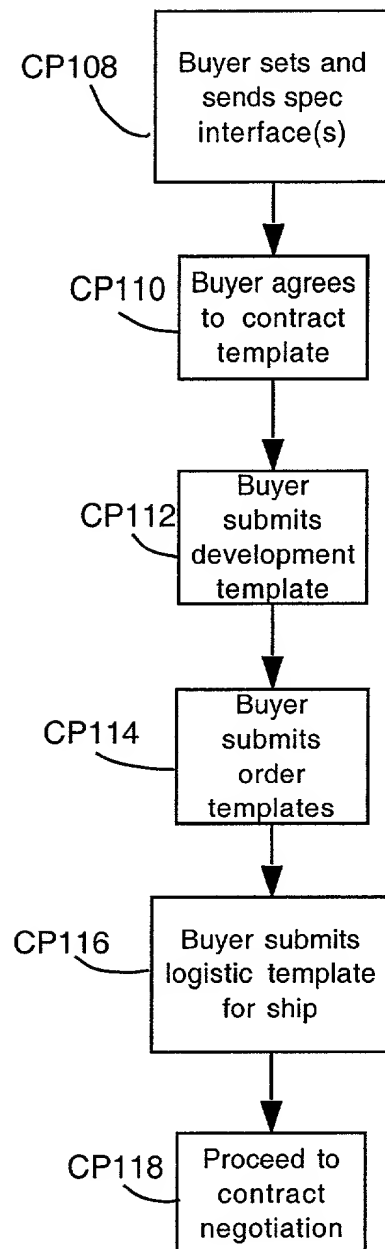 CP108
Buyer sets and
sends spec
interface(s)
CP110
Buyer agrees
to contract
template
CP112
Buyer
submits
development
template
CP114
Buyer
submits
order
templates
CP116
Buyer submits
logistic template
for ship
CP118
Proceed to
contract
negotiation